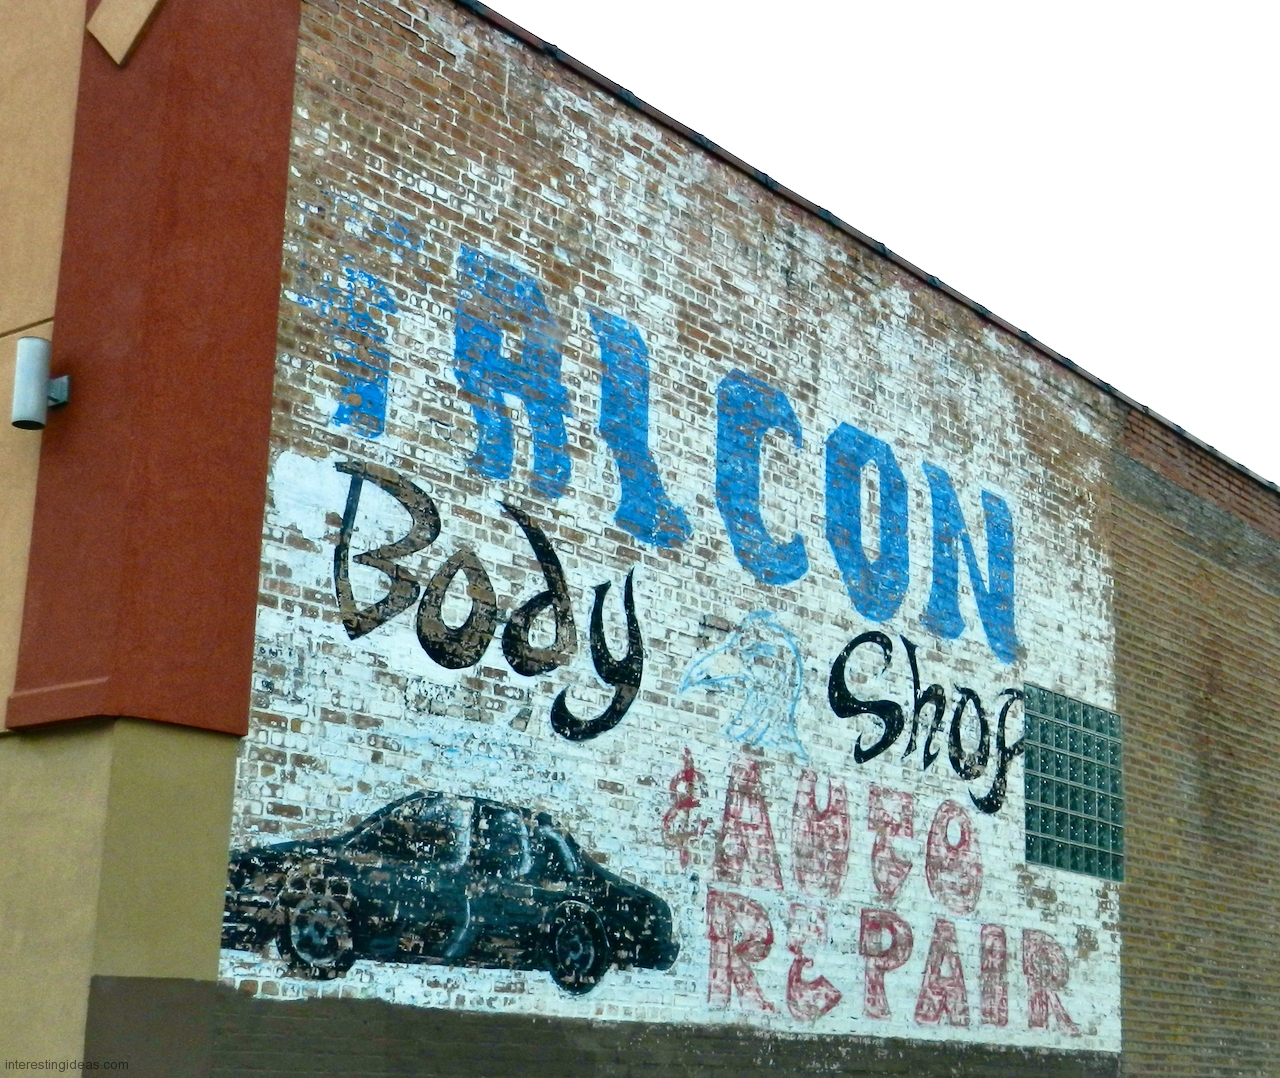 FALCON
Body Shop
& AUTO
REPAIR
interestingideas.com